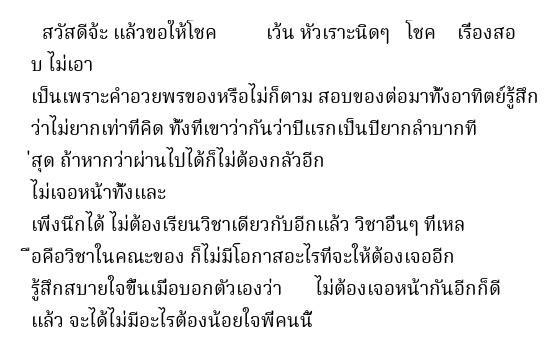 สวัสดีจ้ะ แล้วขอให้โชค เว้น หัวเราะนิดๆ โชค เรื่องสอ
บ ไม่เอา
เป็นเพราะคำอวยพรของหรือไม่ก็ตาม สอบของต่อมาทั้งอาทิตย์รู้สึก
ว่าไม่ยากเท่าที่คิด ทั้งที่เขาว่ากันว่าปีแรกเป็นปียากลำบากที
่สุด ถ้าหากว่าผ่านไปได้ก็ไม่ต้องกลัวอีก
ไม่เจอหน้าทั้งและ
เพิ่งนึกได้ ไม่ต้องเรียนวิชาเดียวกับอีกแล้ว วิชาอื่นๆ ที่เหล
ือคือวิชาในคณะของ ก็ไม่มีโอกาสอะไรที่จะให้ต้องเจออีก
รู้สึกสบายใจขึ้นเมื่อบอกตัวเองว่า ไม่ต้องเจอหน้ากันอีกก็ดี
แล้ว จะได้ไม่มีอะไรต้องน้อยใจพี่คนนี้